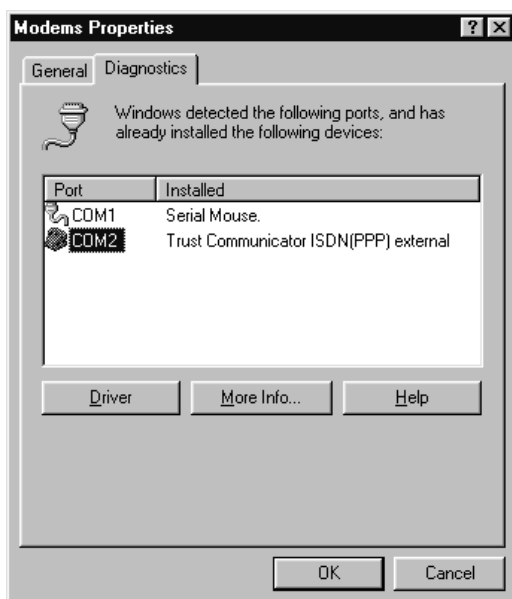 Modems Properties
General Diagnostics
Windows detected the following ports, and has
already installed the following devices:
Port Installed
COM1 Serial Mouse.
COM2 Trust Communicator ISDN(PPP) external
Driver More Info... Help
OK Cancel